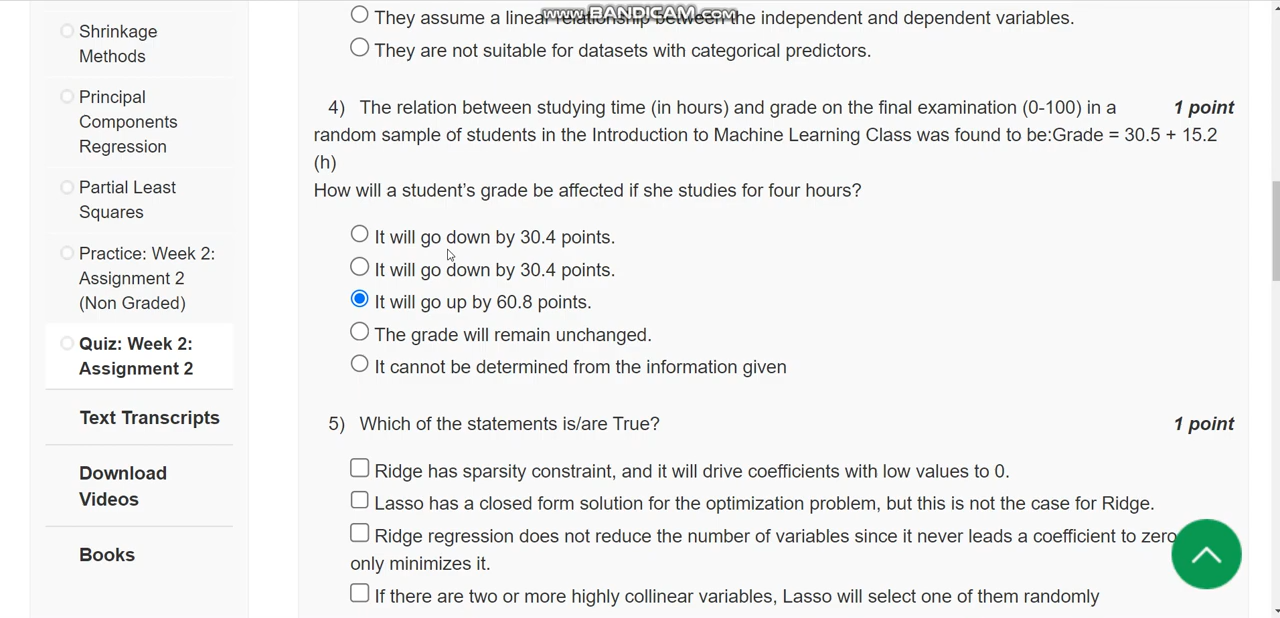 www.BANDICAM.com
Shrinkage
Methods
Principal
Components
Regression
Partial Least
Squares
Practice: Week 2:
Assignment 2
(Non Graded)
Quiz: Week 2:
Assignment 2
Text Transcripts
Download
Videos
Books
They assume a linear relationship between the independent and dependent variables.
They are not suitable for datasets with categorical predictors.
4) The relation between studying time (in hours) and grade on the final examination (0-100) in a 1 point
random sample of students in the Introduction to Machine Learning Class was found to be:Grade = 30.5 + 15.2
(h)
How will a student’s grade be affected if she studies for four hours?
It will go down by 30.4 points.
It will go down by 30.4 points.
It will go up by 60.8 points.
The grade will remain unchanged.
It cannot be determined from the information given
5) Which of the statements is/are True? 1 point
Ridge has sparsity constraint, and it will drive coefficients with low values to 0.
Lasso has a closed form solution for the optimization problem, but this is not the case for Ridge.
Ridge regression does not reduce the number of variables since it never leads a coefficient to zero
only minimizes it.
If there are two or more highly collinear variables, Lasso will select one of them randomly